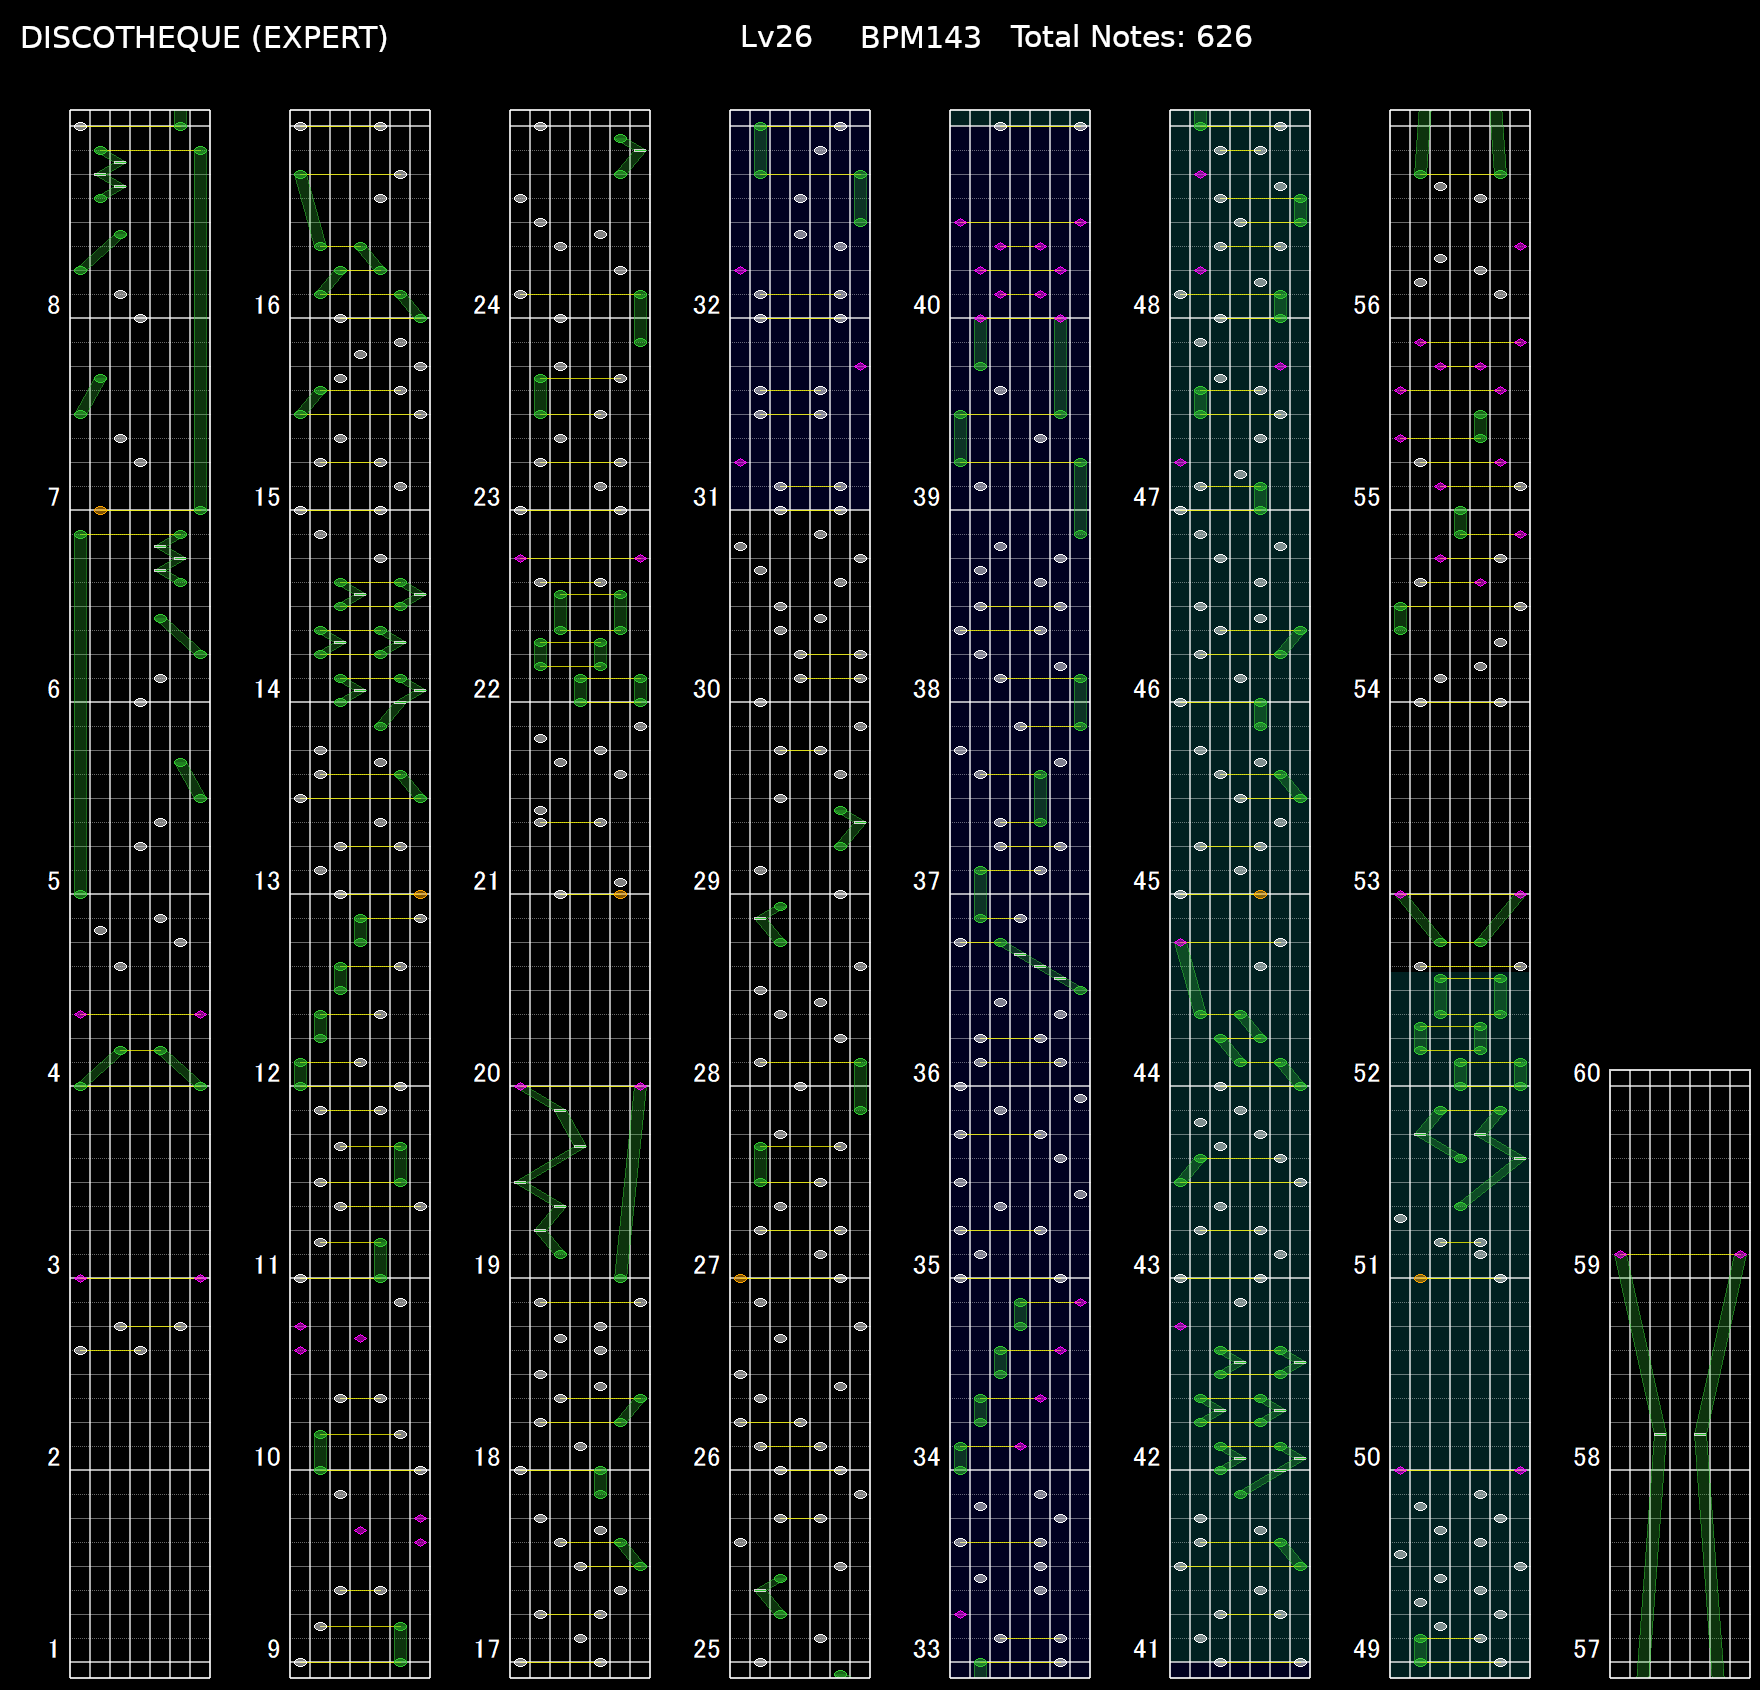 DISCOTHEQUE (EXPERT) Lv26 BPM143 Total Notes: 626
8 16 24 32 40 48 56
7 15 23 31 39 47 55
6 14 22 30 38 46 54
5 13 21 29 37 45 53
4 12 20 28 36 44 52 60
3 11 19 27 35 43 51 59
2 10 18 26 34 42 50 58
1 9 17 25 33 41 49 57